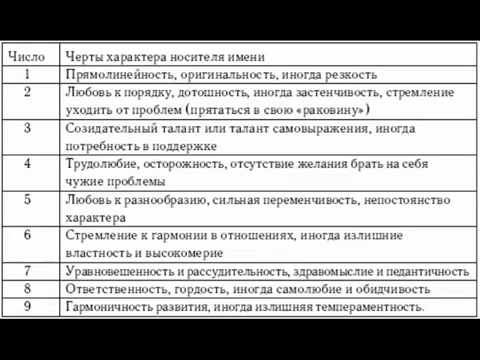 Число Черты характера носителя имени
1 Прямолинейность, оригинальность, иногда резкость
2 Любовь к порядку, дотошность, иногда застенчивость, стремление
уходить от проблем (прятаться в свою «раковину»)
3 Созидательный талант или талант самовыражения, иногда
потребность в поддержке
4 Трудолюбие, осторожность, отсутствие желания брать на себя
чужие проблемы
5 Любовь к разнообразию, сильная переменчивость, непостоянство
характера
6 Стремление к гармонии в отношениях, иногда излишние
властность и высокомерие
7 Уравновешенность и рассудительность, здравомыслие и педантичность
8 Ответственность, гордость, иногда самолюбие и обидчивость
9 Гармоничность развития, иногда излишняя темпераментность.